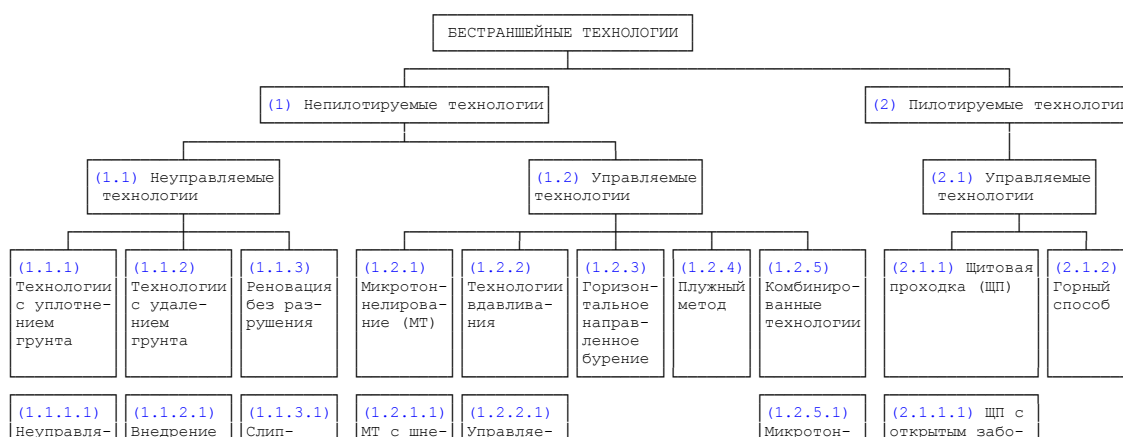 БЕСТРАНШЕЙНЫЕ ТЕХНОЛОГИИ
(1) Непилотируемые технологии
(2) Пилотируемые технологии
(1.1) Неуправляемые
технологии
(1.2) Управляемые
технологии
(2.1) Управляемые
технологии
(1.1.1)
Технологии
с уплотне-
нием
грунта
(1.1.2)
Технологии
с удале-
нием
грунта
(1.1.3)
Реновация
без раз-
рушения
(1.2.1)
Микротон-
нелирова-
ние (МТ)
(1.2.2)
Технологии
вдавлива-
ния
(1.2.3)
Горизон-
тальное
направ-
ленное
бурение
(1.2.4)
Плужный
метод
(1.2.5)
Комбиниро-
ванные
технологии
(2.1.1) Щитовая
проходка (ЩП)
(2.1.2)
Горный
способ
(1.1.1.1)
Неуправля-
(1.1.2.1)
Внедрение
(1.1.3.1)
Слип-
(1.2.1.1)
МТ с шне-
(1.2.2.1)
Управляе-
(1.2.5.1)
Микротон-
(2.1.1.1) ЩП с
открытым забо-